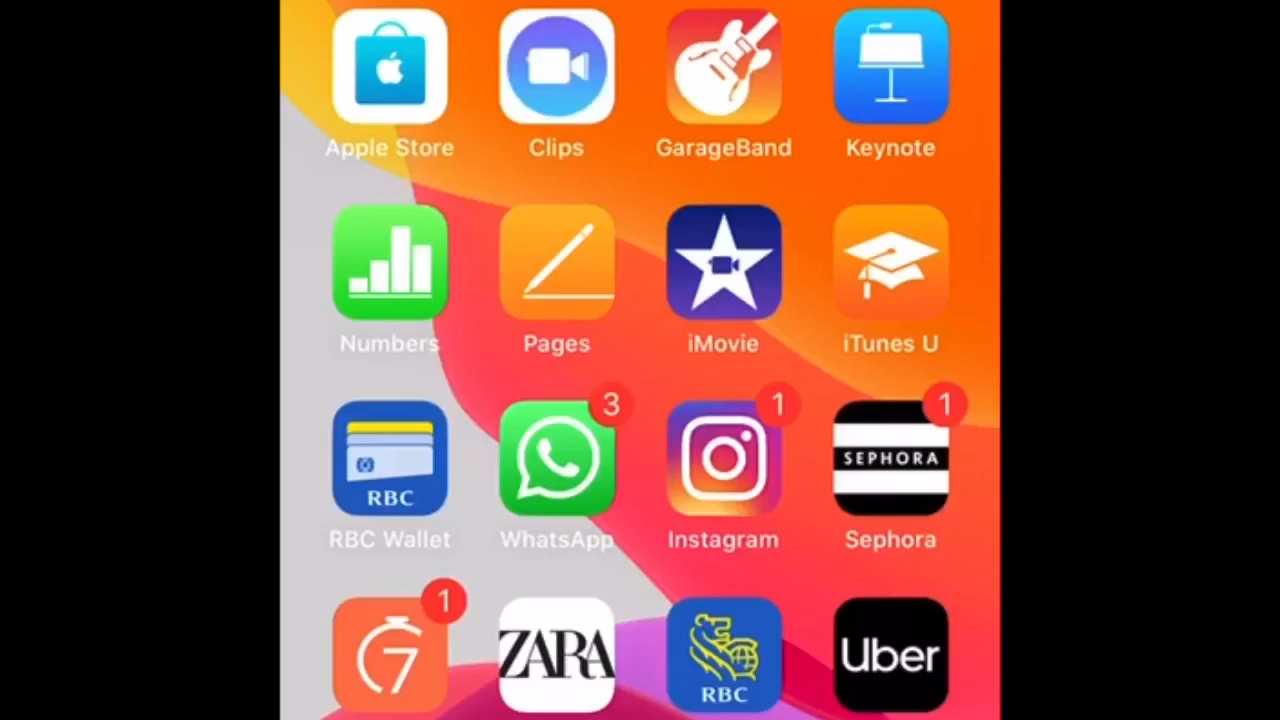 Apple Store Clips GarageBand Keynote
Numbers Pages iMovie iTunes U
3 1 1
SEPHORA
RBC
RBC Wallet WhatsApp Instagram Sephora
1
7 ZARA Uber
RBC